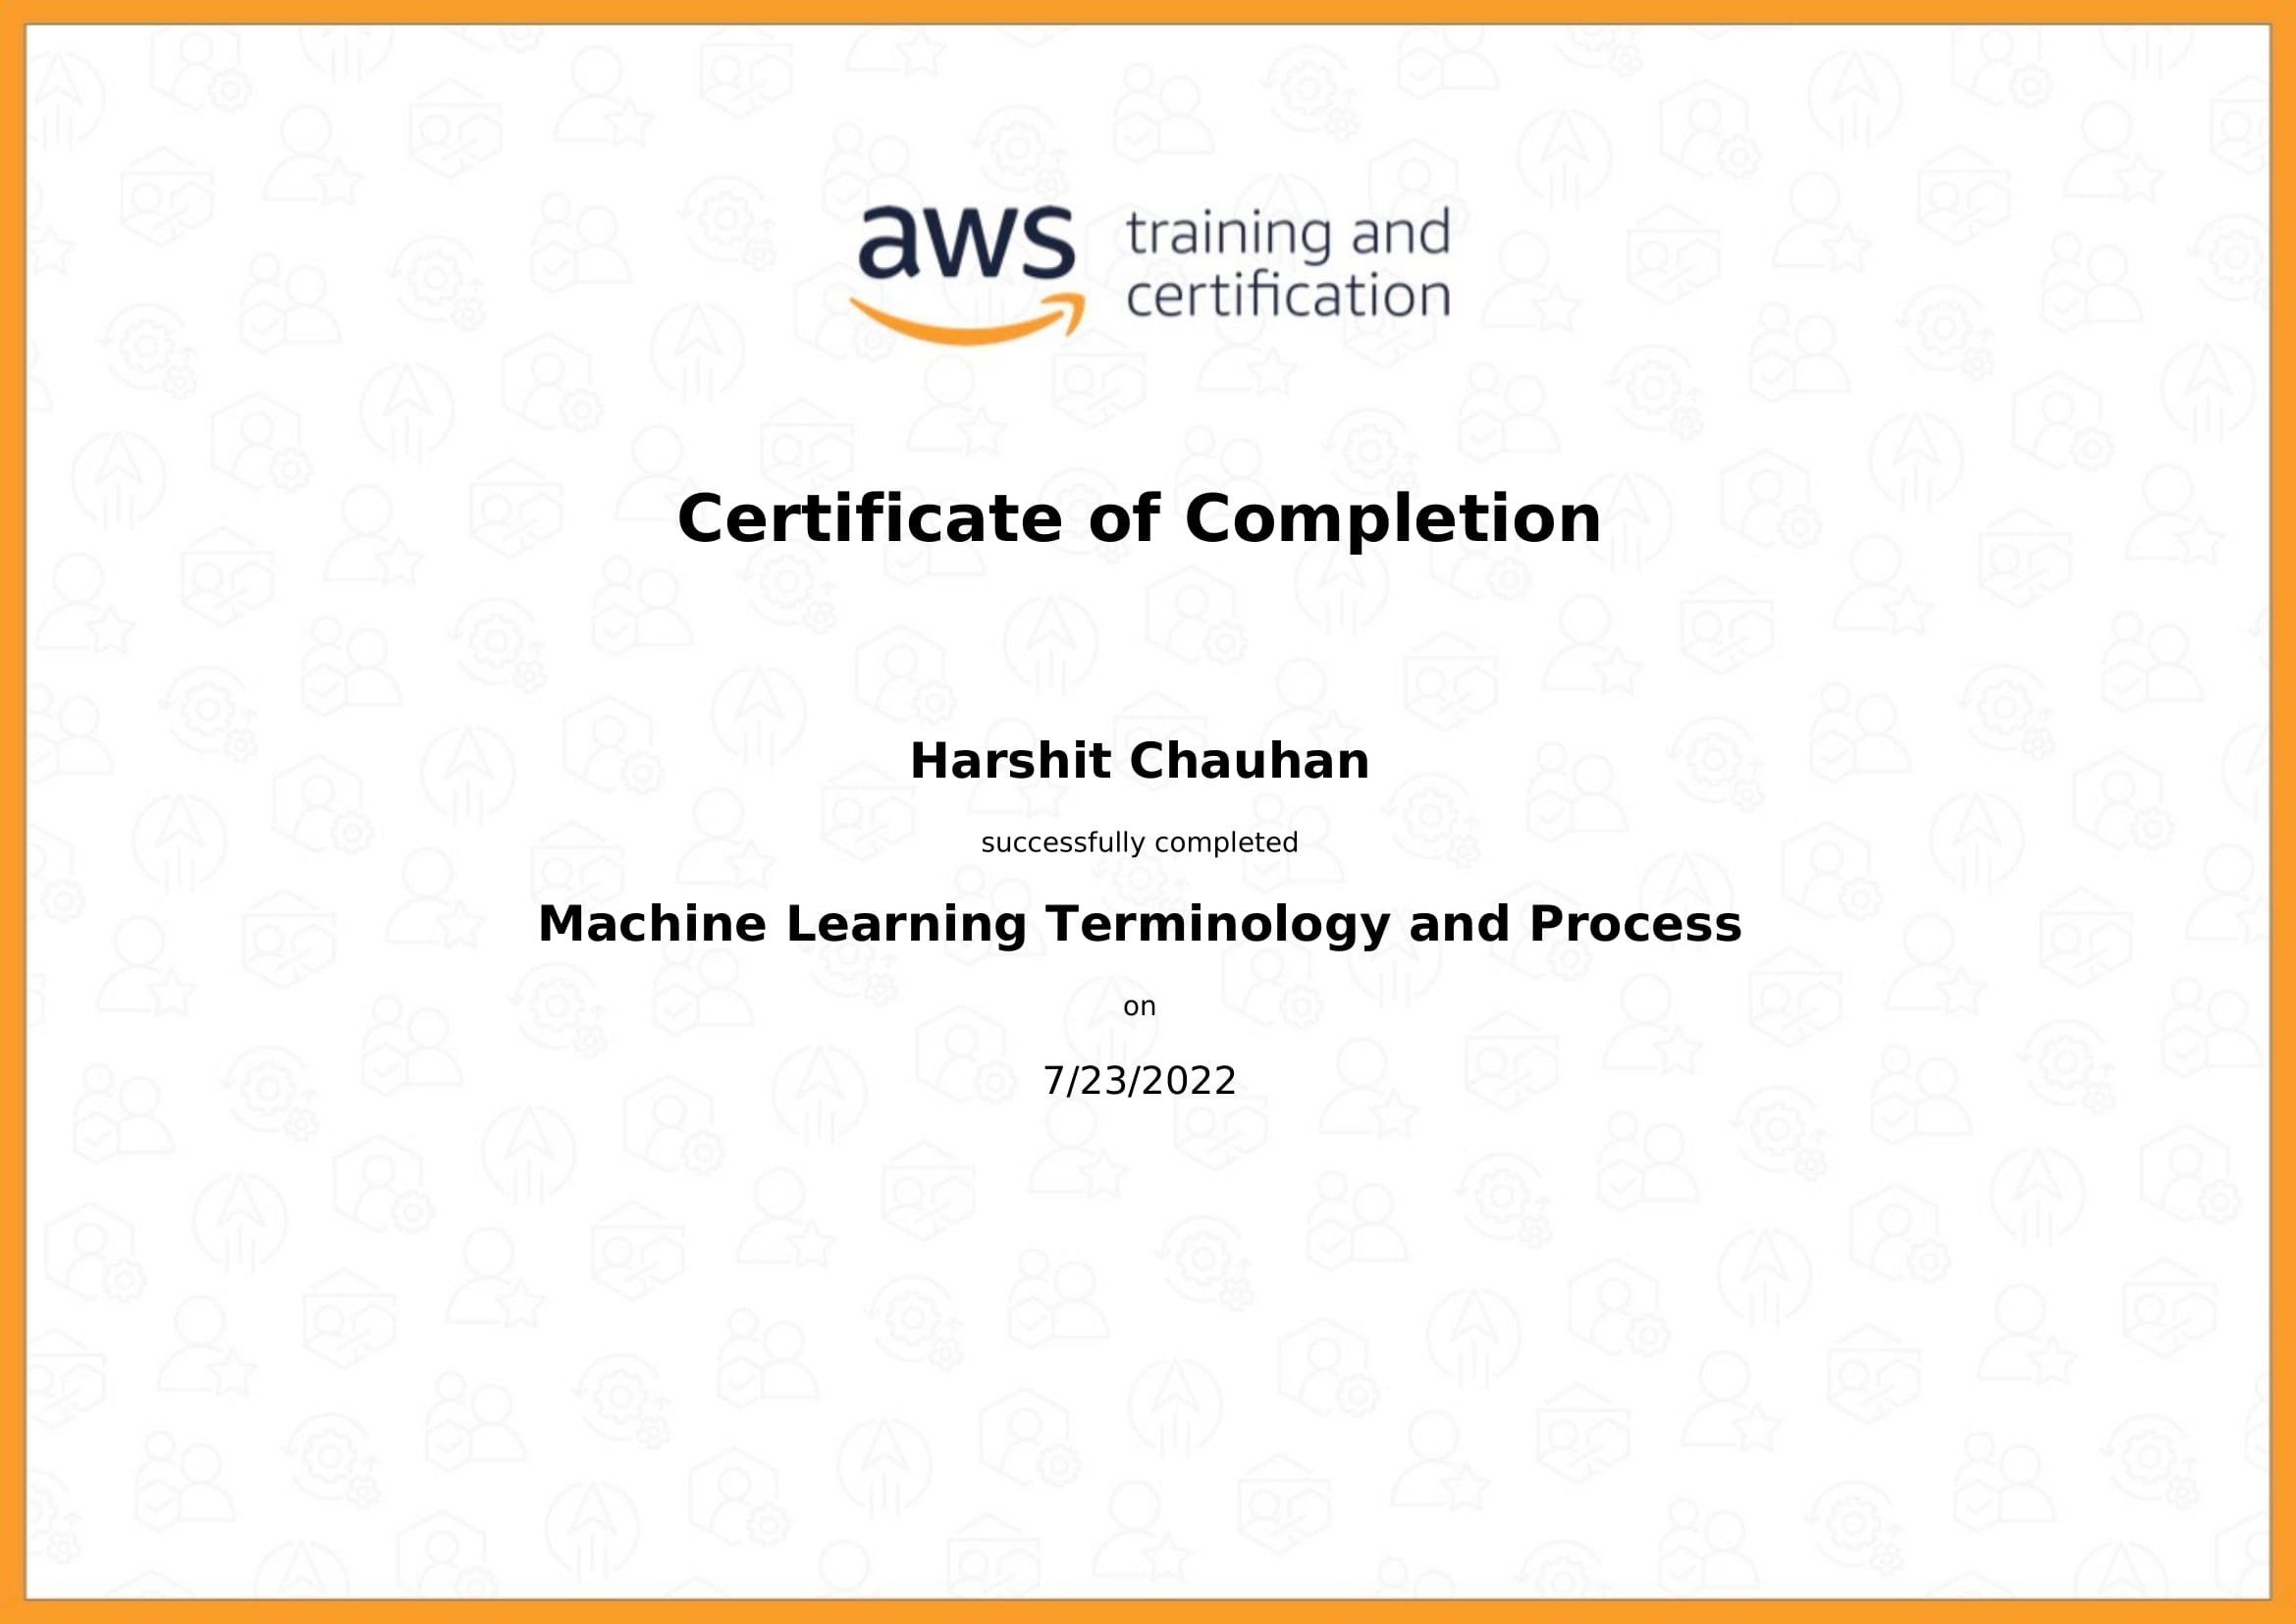 aws training and
certification
Certificate of Completion
Harshit Chauhan
successfully completed
Machine Learning Terminology and Process
on
7/23/2022